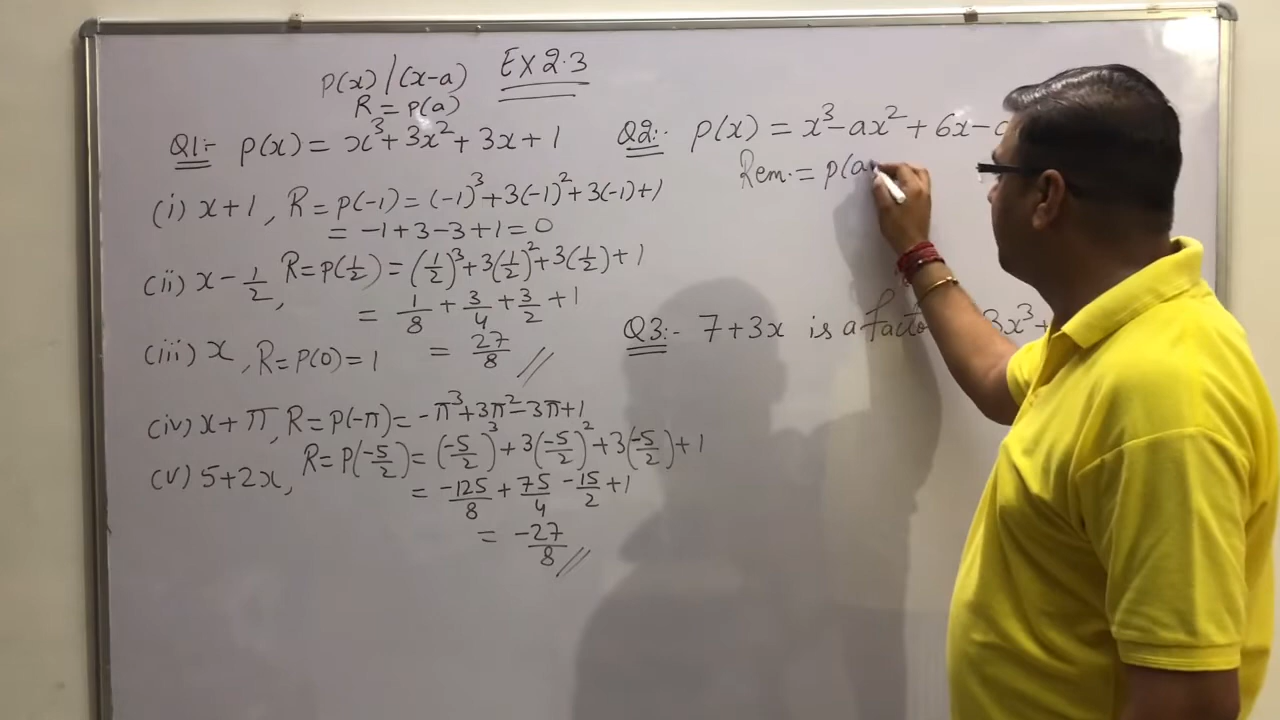 P(x) / (x-a) EX 2.3
R = P(a)
Q1:- p(x) = x³+3x²+3x+1
(i) x+1, R = P(-1) = (-1)³+3(-1)²+3(-1)+1
= -1+3-3+1=0
(ii) x - 1/2, R=P(1/2) = (1/2)³+3(1/2)²+3(1/2)+1
= 1/8 + 3/4 + 3/2 + 1
= 27/8 //
(iii) x, R=P(0)=1
(iv) x+π, R= P(-π)= -π³+3π²-3π+1
(v) 5+2x, R= P(-5/2)= (-5/2)³+3(-5/2)²+3(-5/2)+1
= -125/8 + 75/4 - 15/2 +1
= -27/8 //
Q2:- p(x) = x³-ax²+6x-
Rem. = p(a
Q3:- 7+3x is a facto 3x³+